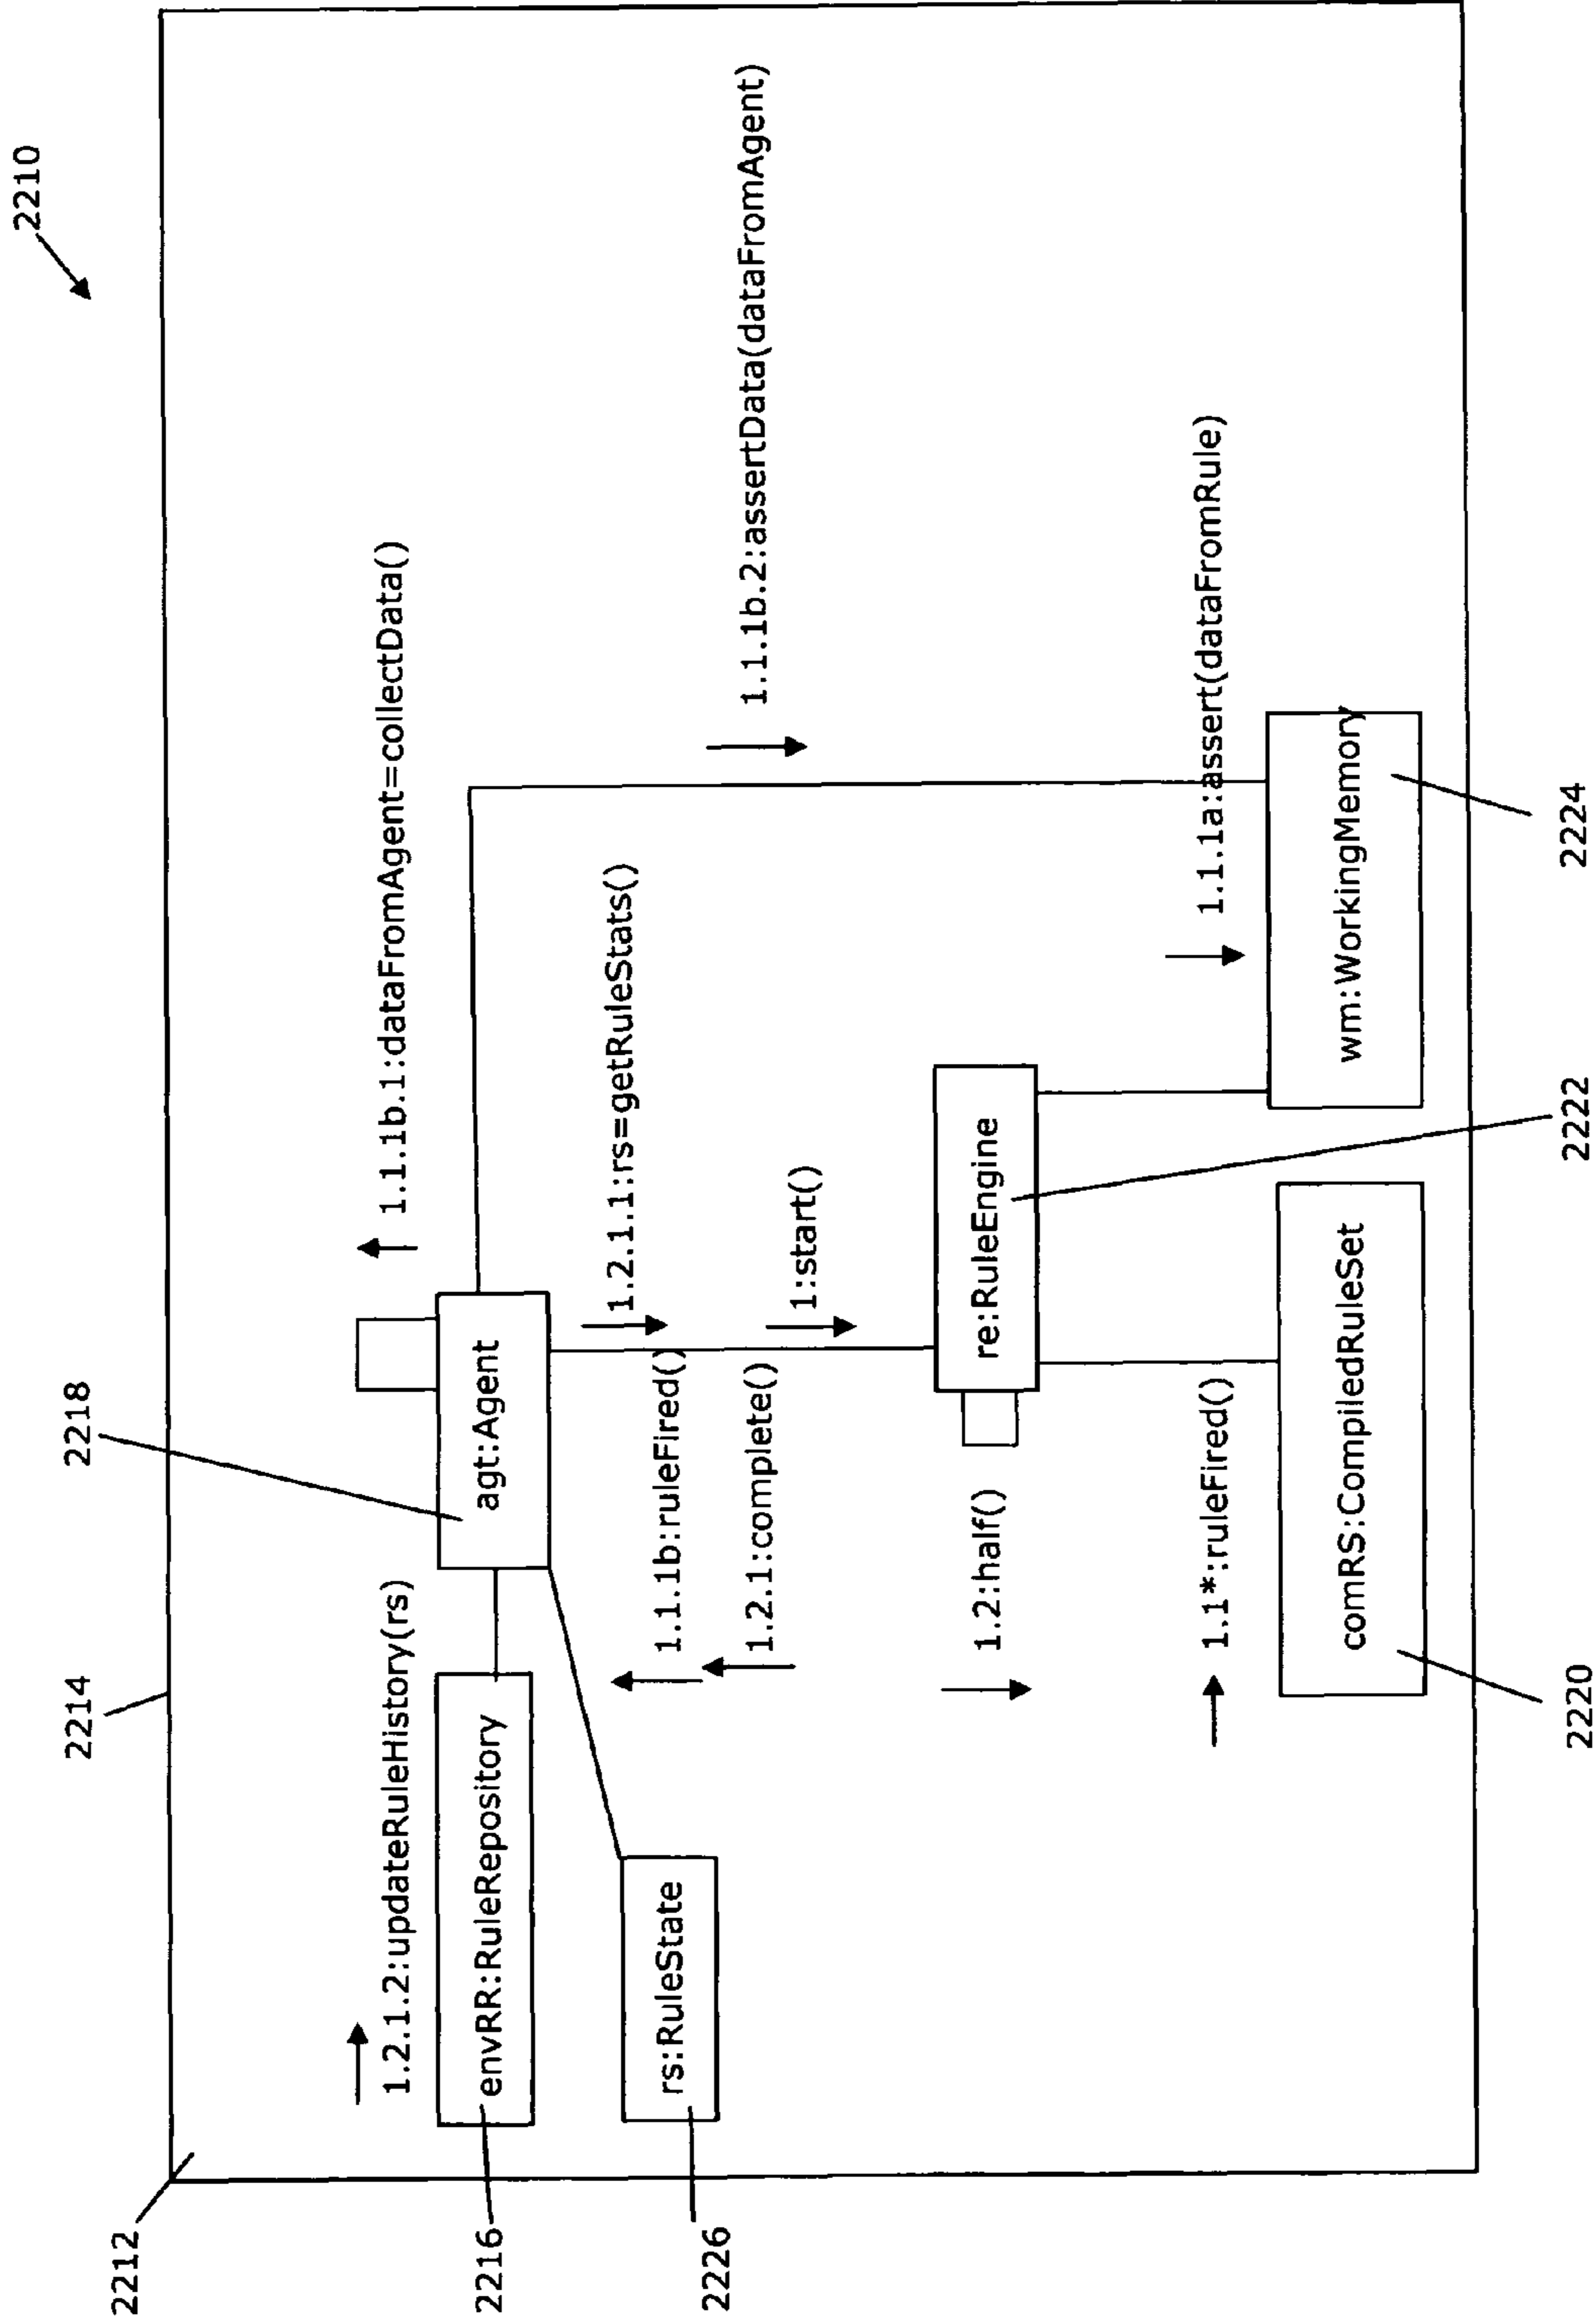 2210
2212
2214
2218
1.1.1b.1:dataFromAgent=collectData()
1.2.1.2:updateRuleHistory(rs)
2216
envRR:RuleRepository
agt:Agent
1.2.1.1:rs=getRuleStats()
2226
rs:RuleState
1.1.1b:ruleFired()
1.1.1b.2:assertData(dataFromAgent)
1.2.1:complete()
1:start()
1.2:half()
re:RuleEngine
1.1*:ruleFired()
1.1.1a:assert(dataFromRule)
comRS:CompiledRuleSet
wm:WorkingMemory
2220
2222
2224